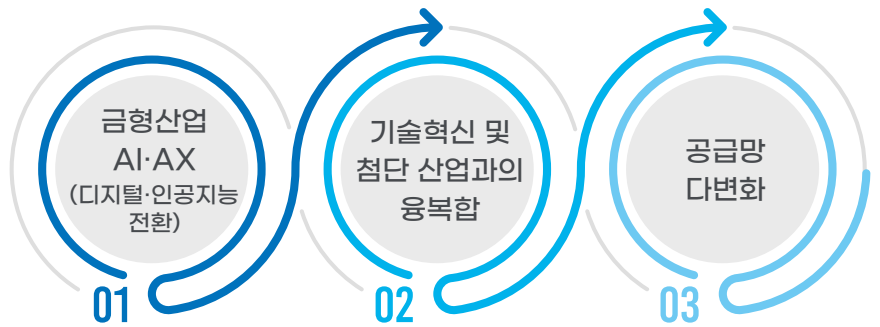 금형산업
AI·AX
(디지털·인공지능
전환)
01
기술혁신 및
첨단 산업과의
융복합
02
공급망
다변화
03